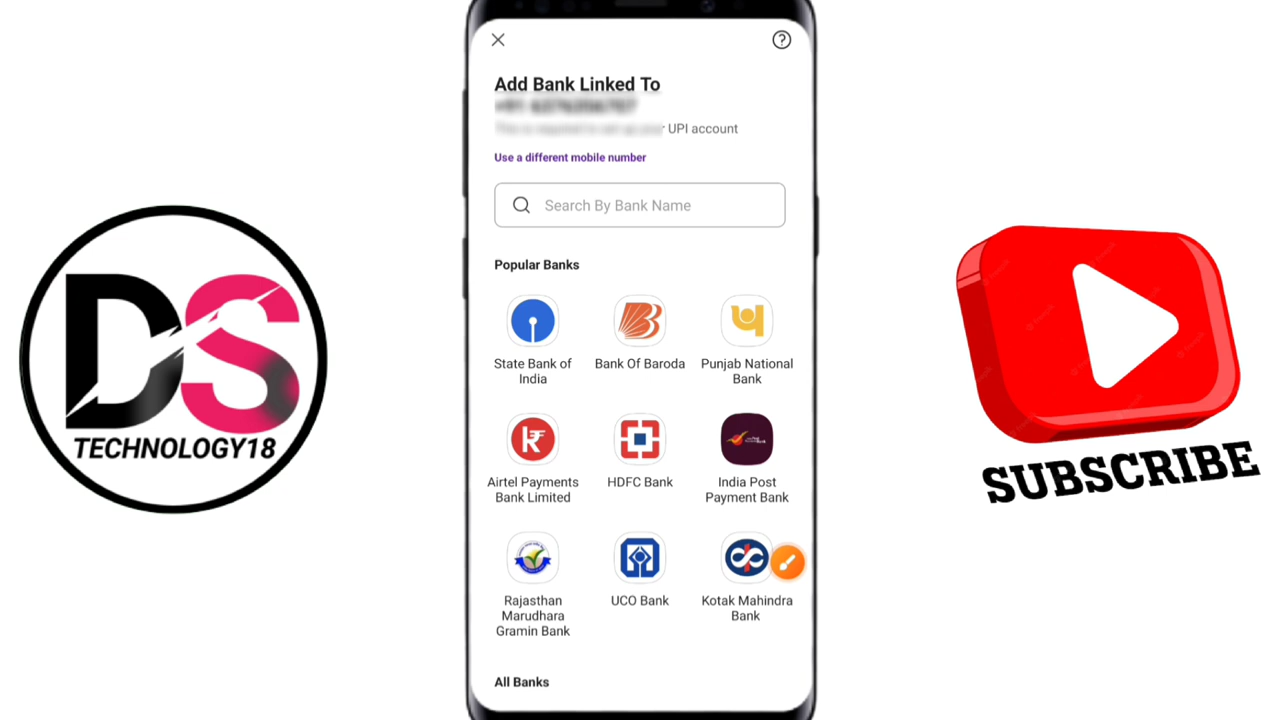 Add Bank Linked To
UPI account
Use a different mobile number
Search By Bank Name
Popular Banks
State Bank of
India
Bank Of Baroda
Punjab National
Bank
Airtel Payments
Bank Limited
HDFC Bank
India Post
Payment Bank
Rajasthan
Marudhara
Gramin Bank
UCO Bank
Kotak Mahindra
Bank
All Banks
DS
TECHNOLOGY18
SUBSCRIBE